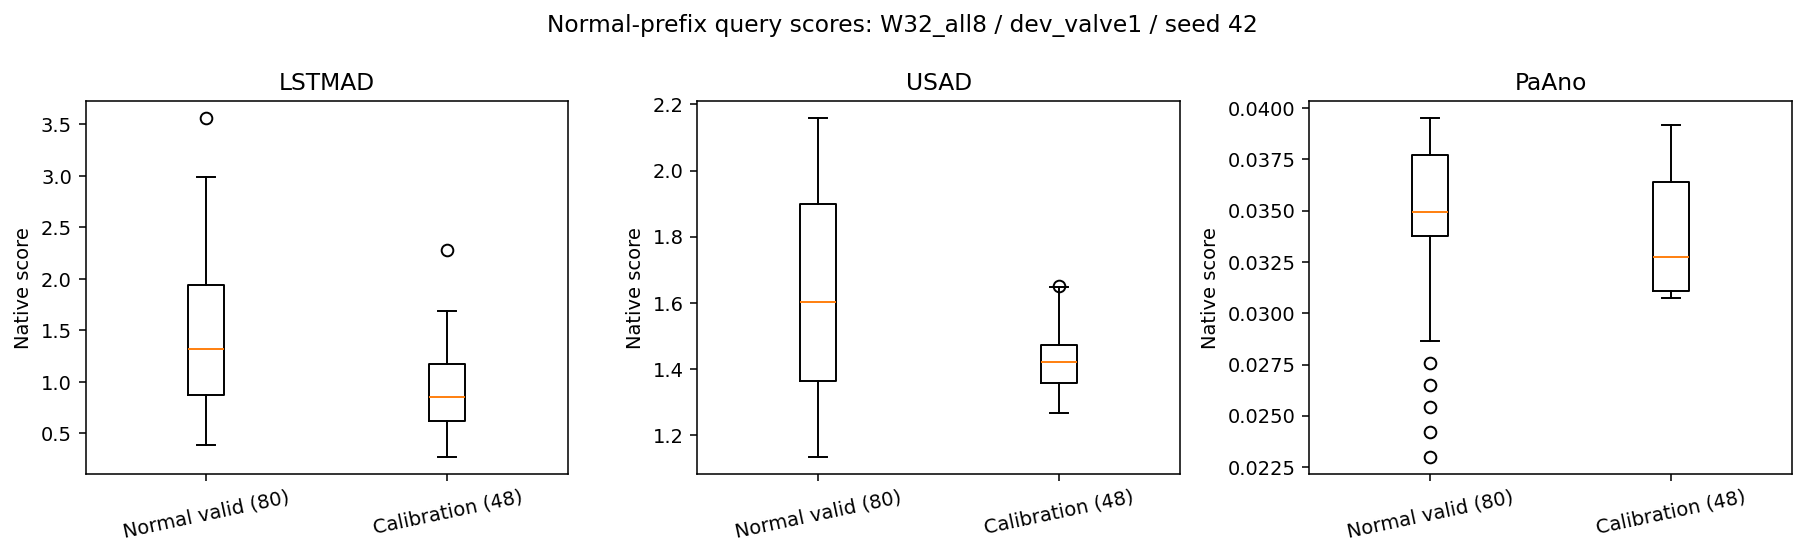 Normal-prefix query scores: W32_all8 / dev_valve1 / seed 42
LSTMAD
Native score
3.5
3.0
2.5
2.0
1.5
1.0
0.5
Normal valid (80)
Calibration (48)
USAD
Native score
2.2
2.0
1.8
1.6
1.4
1.2
Normal valid (80)
Calibration (48)
PaAno
Native score
0.0400
0.0375
0.0350
0.0325
0.0300
0.0275
0.0250
0.0225
Normal valid (80)
Calibration (48)